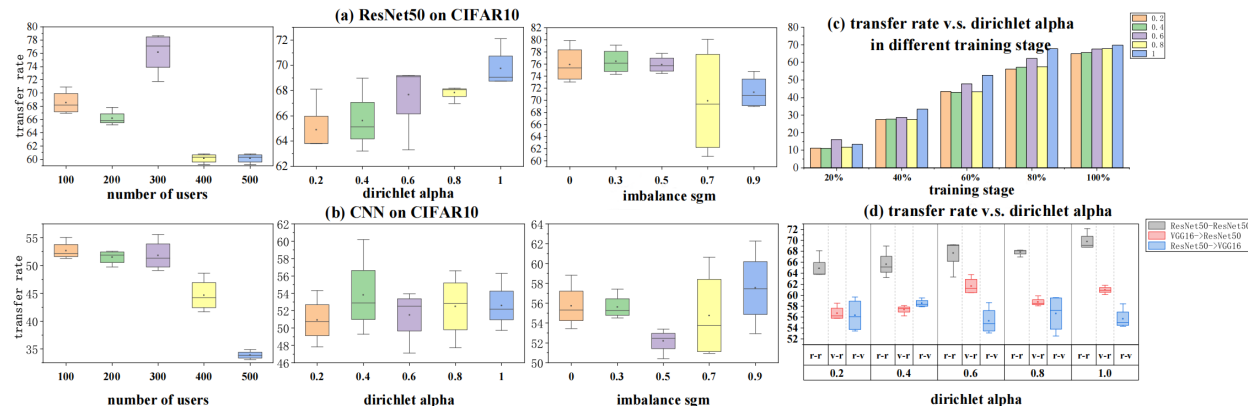 (a) ResNet50 on CIFAR10
transfer rate
80
78
76
74
72
70
68
66
64
62
60
100 200 300 400 500
number of users
72
70
68
66
64
62
0.2 0.4 0.6 0.8 1
dirichlet alpha
82
80
78
76
74
72
70
68
66
64
62
60
0 0.3 0.5 0.7 0.9
imbalance sgm
(c) transfer rate v.s. dirichlet alpha
in different training stage
0.2
0.4
0.6
0.8
1
80
70
60
50
40
30
20
10
0
20% 40% 60% 80% 100%
training stage
(b) CNN on CIFAR10
transfer rate
55
50
45
40
35
100 200 300 400 500
number of users
62
60
58
56
54
52
50
48
46
0.2 0.4 0.6 0.8 1
dirichlet alpha
64
62
60
58
56
54
52
50
0 0.3 0.5 0.7 0.9
imbalance sgm
(d) transfer rate v.s. dirichlet alpha
ResNet50-ResNet50
VGG16->ResNet50
ResNet50->VGG16
72
70
68
66
64
62
60
58
56
54
52
r-r v-r r-v r-r v-r r-v r-r v-r r-v r-r v-r r-v r-r v-r r-v
0.2 0.4 0.6 0.8 1.0
dirichlet alpha